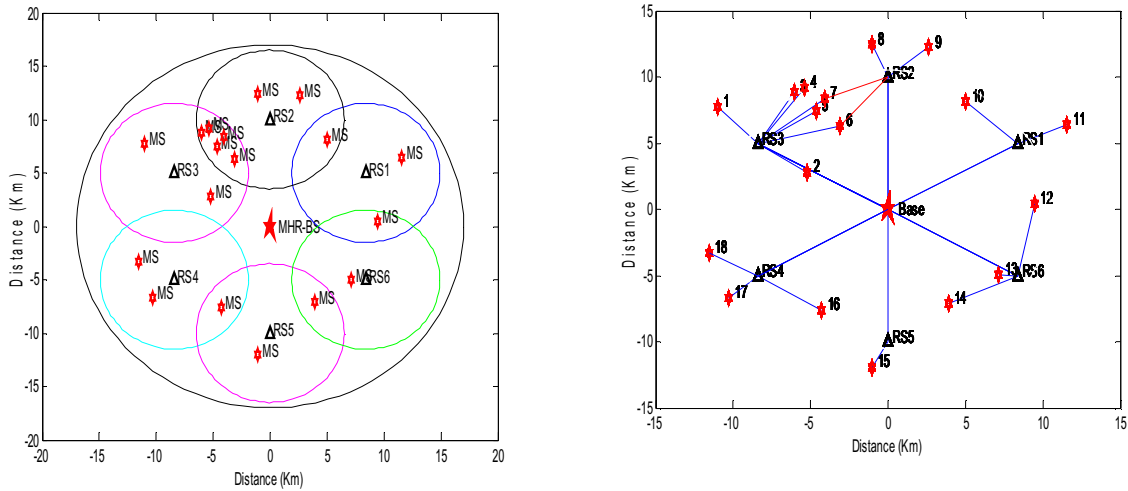 20
15
10
5
0
-5
-10
-15
-20
-20 -15 -10 -5 0 5 10 15 20
Distance (Km)
Distance (Km)
MS MS
RS2
MS
MS
MS
MS
MS
MS
MS MS
MS
RS3
RS1
MS
MS
MHR-BS
MS
RS4
MS
RS6
MS
MS
MS
RS5
MS
15
10
5
0
-5
-10
-15
-15 -10 -5 0 5 10 15
Distance (Km)
Distance (Km)
8 9
RS2
3 4
7
1
5
10
6
11
RS3
RS1
2
12
Base
18
RS4
13
RS6
17
16
14
RS5
15